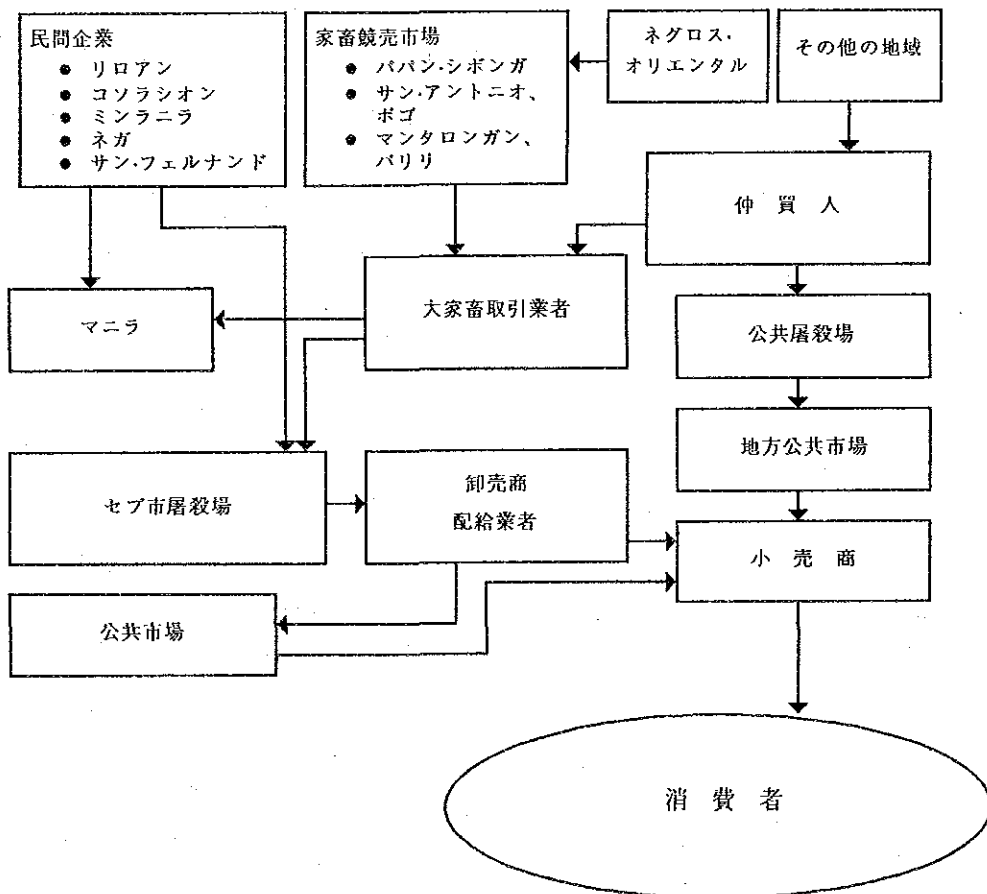 民間企業
● リロアン
● コソラシオン
● ミンラニラ
● ネガ
● サン・フェルナンド
家畜競売市場
● パパン・シボンガ
● サン・アントニオ、
ボゴ
● マンタロンガン、
バリリ
ネグロス・
オリエンタル
その他の地域
仲買人
マニラ
大家畜取引業者
公共屠殺場
地方公共市場
セブ市屠殺場
卸売商
配給業者
小売商
公共市場
消費者